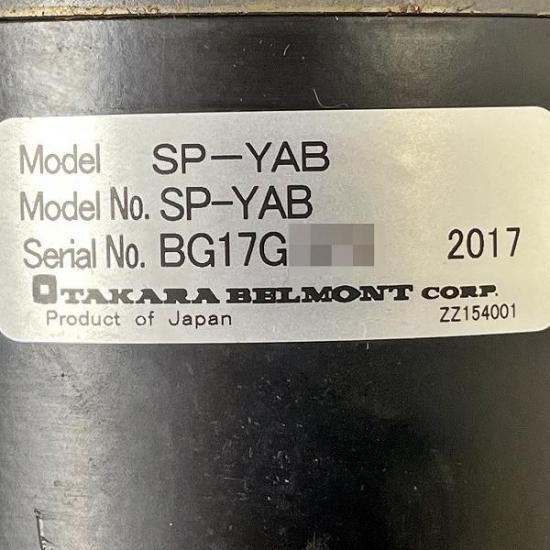 Model SP-YAB
Model No. SP-YAB
Serial No. BG17G 2017
TAKARA BELMONT CORP.
Product of Japan ZZ154001